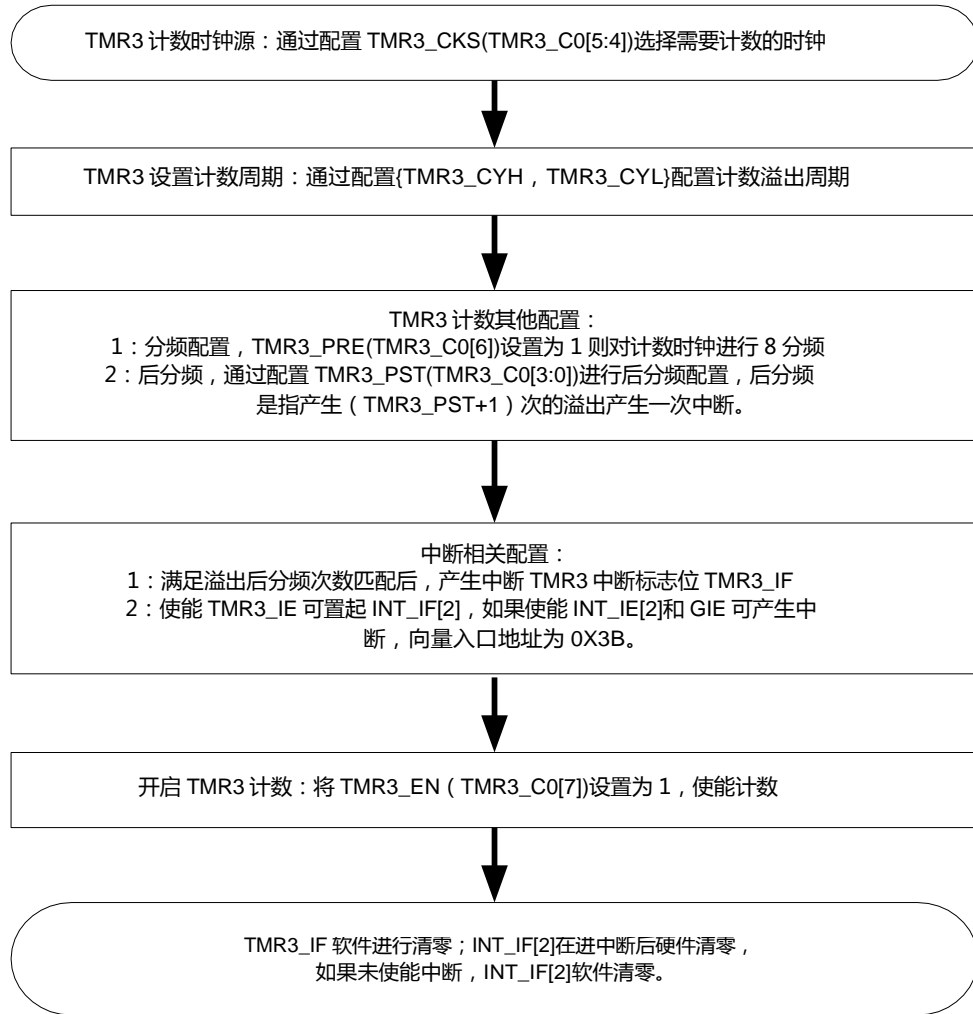 TMR3 计数时钟源：通过配置 TMR3_CKS(TMR3_C0[5:4])选择需要计数的时钟
TMR3 设置计数周期：通过配置{TMR3_CYH，TMR3_CYL}配置计数溢出周期
TMR3 计数其他配置：
1：分频配置，TMR3_PRE(TMR3_C0[6])设置为 1 则对计数时钟进行 8 分频
2：后分频，通过配置 TMR3_PST(TMR3_C0[3:0])进行后分频配置，后分频
是指产生（TMR3_PST+1）次的溢出产生一次中断。
中断相关配置：
1：满足溢出后分频次数匹配后，产生中断 TMR3 中断标志位 TMR3_IF
2：使能 TMR3_IE 可置起 INT_IF[2]，如果使能 INT_IE[2]和 GIE 可产生中
断，向量入口地址为 0X3B。
开启 TMR3 计数：将 TMR3_EN（TMR3_C0[7])设置为 1，使能计数
TMR3_IF 软件进行清零；INT_IF[2]在进中断后硬件清零，
如果未使能中断，INT_IF[2]软件清零。